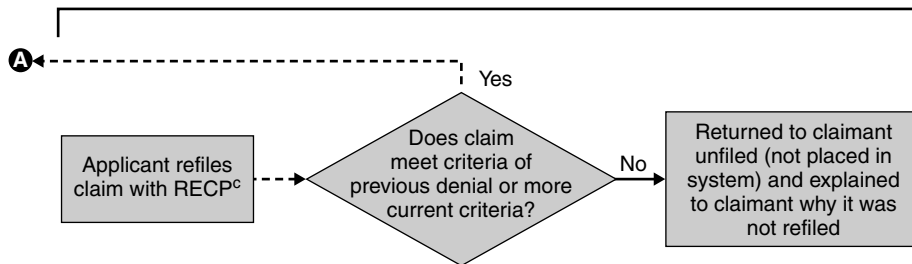 A
Yes
Applicant refiles
claim with RECPc
Does claim
meet criteria of
previous denial or more
current criteria?
No
Returned to claimant
unfiled (not placed in
system) and explained
to claimant why it was
not refiled